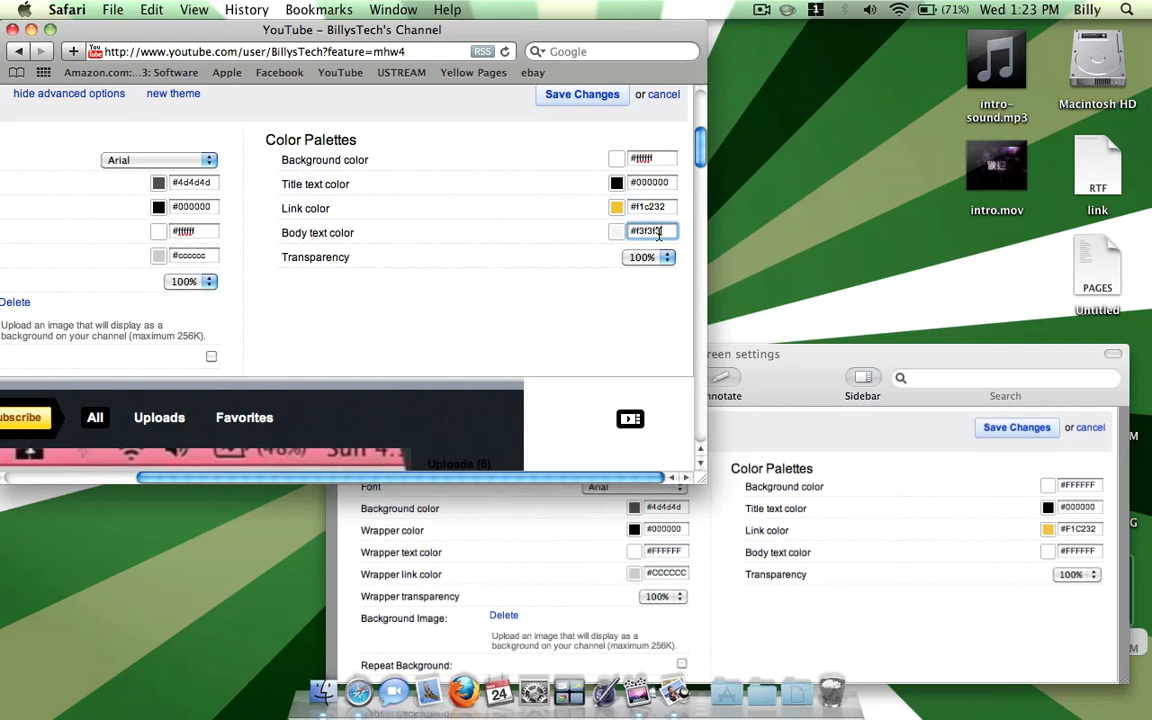 Safari File Edit View History Bookmarks Window Help 1 (71%) Wed 1:23 PM Billy
YouTube – BillysTech's Channel
http://www.youtube.com/user/BillysTech?feature=mhw4 RSS Google
Amazon.com:...3: Software Apple Facebook YouTube USTREAM Yellow Pages ebay
hide advanced options new theme Save Changes or cancel
Color Palettes
Arial Background color #ffffff
#4d4d4d Title text color #000000
#000000 Link color #f1c232
#ffffff Body text color #f3f3f3
#cccccc Transparency 100%
100%
Delete
Upload an image that will display as a
background on your channel (maximum 256K).
All Uploads Favorites
Sun 4:
Uploads (6)
intro-
sound.mp3
Macintosh HD
intro.mov
RTF
link
PAGES
Untitled
reen settings
nnotate Sidebar Search
Save Changes or cancel
Color Palettes
Font Arial Background color #FFFFFF
Background color #4d4d4d Title text color #000000
Wrapper color #000000 Link color #F1C232
Wrapper text color #FFFFFF Body text color #FFFFFF
Wrapper link color #CCCCCC Transparency 100%
Wrapper transparency 100%
Background Image: Delete
Upload an image that will display as a
background on your channel (maximum 256K).
Repeat Background:
24